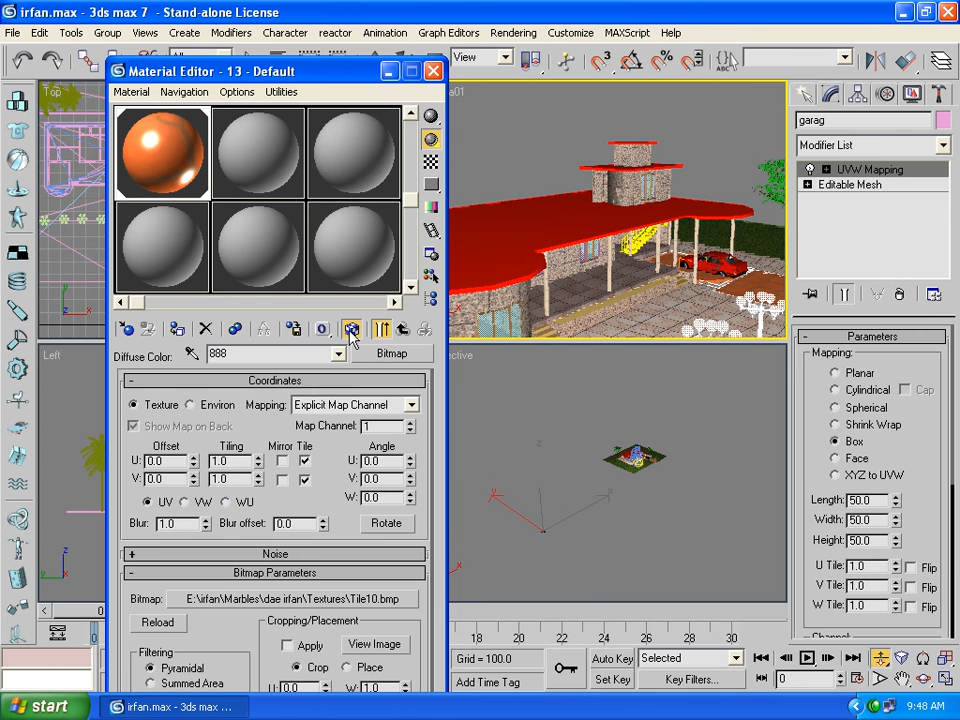 irfan.max - 3ds max 7 - Stand-alone License
File Edit Tools Group Views Create Modifiers Character reactor Animation Graph Editors Rendering Customize MAXScript Help
View
Material Editor - 13 - Default
Material Navigation Options Utilities
Top
a01
garag
Modifier List
UVW Mapping
Editable Mesh
Parameters
Mapping:
Planar
Cylindrical Cap
Spherical
Shrink Wrap
Box
Face
XYZ to UVW
Length: 50.0
Width: 50.0
Height: 50.0
U Tile: 1.0 Flip
V Tile: 1.0 Flip
W Tile: 1.0 Flip
Left
ective
Diffuse Color: 888 Bitmap
- Coordinates
Texture Environ Mapping: Explicit Map Channel
Show Map on Back Map Channel: 1
Offset Tiling Mirror Tile Angle
U: 0.0 1.0 U: 0.0
V: 0.0 1.0 V: 0.0
W: 0.0
UV VW WU
Blur: 1.0 Blur offset: 0.0 Rotate
+ Noise
- Bitmap Parameters
Bitmap: E:\irfan\Marbles\dae irfan\Textures\Tile10.bmp
Reload
Cropping/Placement
Apply View Image
Crop Place
Filtering
Pyramidal
Summed Area
U: 0.0 W: 1.0
18 20 22 24 26 28 30
Grid = 100.0
Add Time Tag
Auto Key Selected
Set Key Key Filters...
0
start
irfan.max - 3ds max ...
9:48 AM